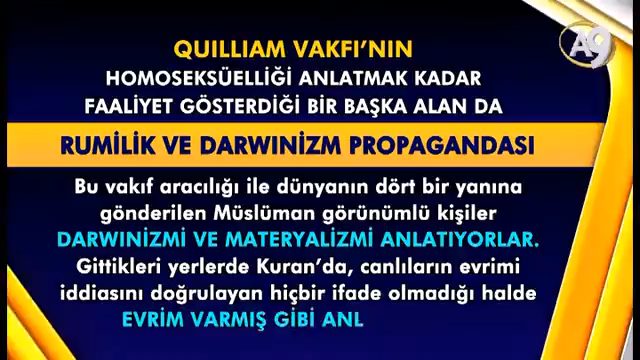 A9
QUILLIAM VAKFI'NIN
HOMOSEKSÜELLİĞİ ANLATMAK KADAR
FAALİYET GÖSTERDİĞİ BİR BAŞKA ALAN DA
RUMİLİK VE DARWINİZM PROPAGANDASI
Bu vakıf aracılığı ile dünyanın dört bir yanına
gönderilen Müslüman görünümlü kişiler
DARWINİZMİ VE MATERYALİZMİ ANLATIYORLAR.
Gittikleri yerlerde Kuran'da, canlıların evrimi
iddiasını doğrulayan hiçbir ifade olmadığı halde
EVRİM VARMIŞ GİBİ ANL